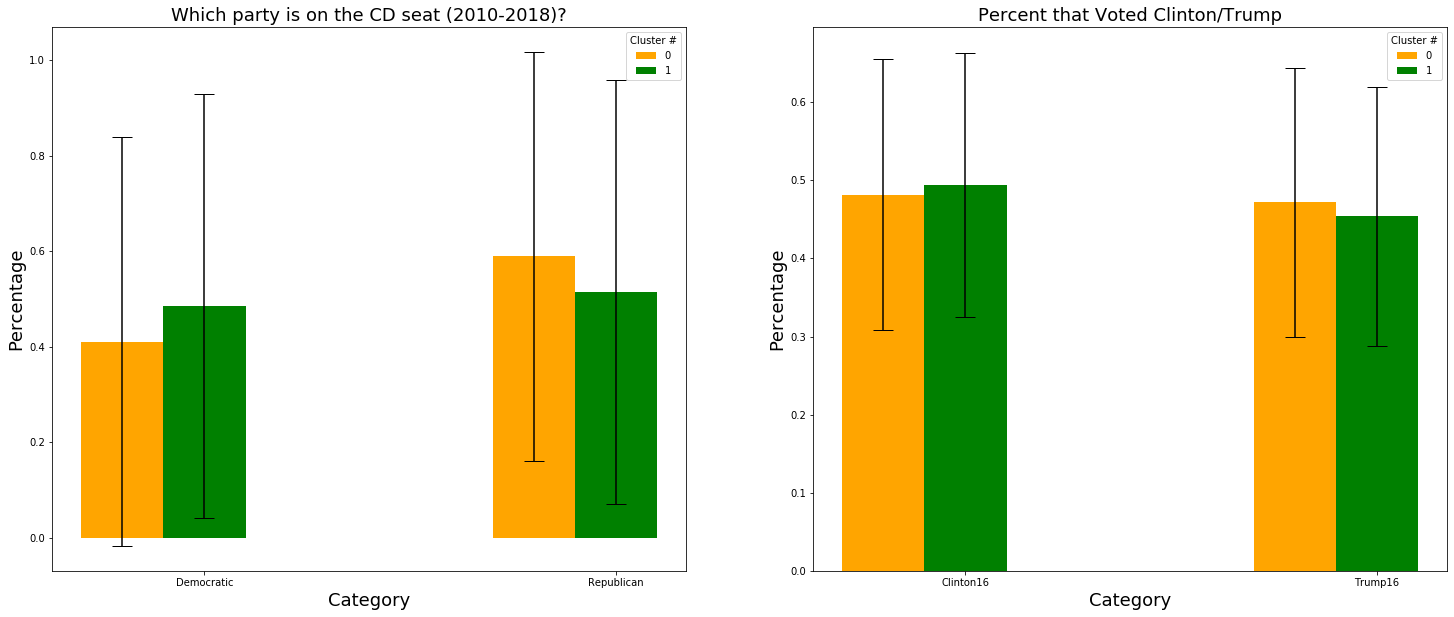 Which party is on the CD seat (2010-2018)?
Cluster #
0
1
1.0
0.8
0.6
0.4
0.2
0.0
Percentage
Democratic
Republican
Category
Percent that Voted Clinton/Trump
Cluster #
0
1
0.6
0.5
0.4
0.3
0.2
0.1
0.0
Percentage
Clinton16
Trump16
Category